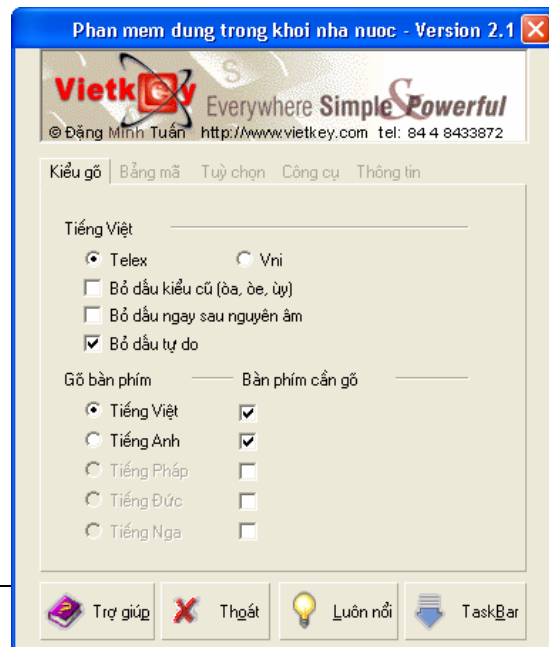 Phan mem dung trong khoi nha nuoc - Version 2.1
Vietkey Everywhere Simple & Powerful
© Đặng Minh Tuấn http://www.vietkey.com tel: 84 4 8433872
Kiểu gõ Bảng mã Tuỳ chọn Công cụ Thông tin
Tiếng Việt
Telex Vni
Bỏ dấu kiểu cũ (òa, òe, ùy)
Bỏ dấu ngay sau nguyên âm
Bỏ dấu tự do
Gõ bàn phím Bàn phím cần gõ
Tiếng Việt
Tiếng Anh
Tiếng Pháp
Tiếng Đức
Tiếng Nga
Trợ giúp Thoát Luôn nổi TaskBar